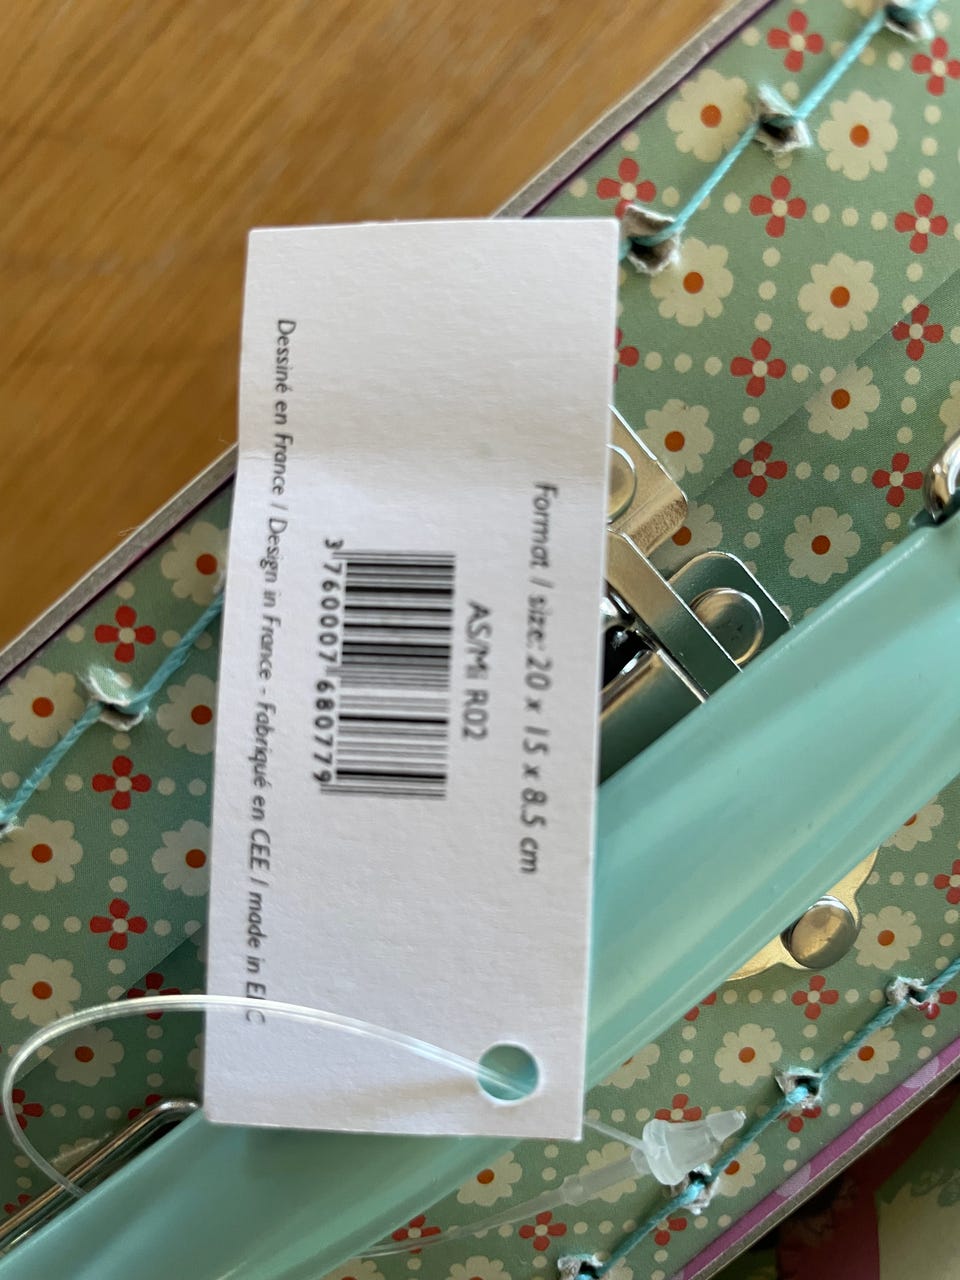 Format / size: 20 x 15 x 8.5 cm
AS/Mi R02
3 760007 680779
Dessiné en France / Design in France - Fabriqué en CEE / made in EEC